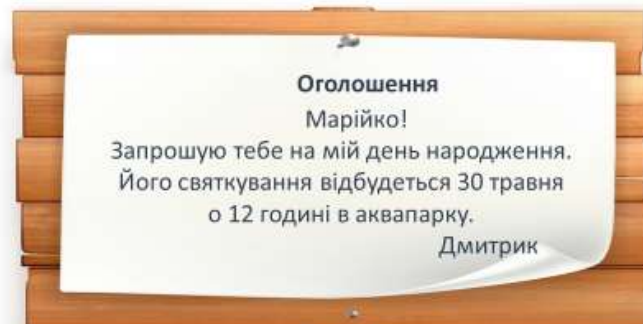 Оголошення
Марійко!
Запрошую тебе на мій день народження.
Його святкування відбудеться 30 травня
о 12 годині в аквапарку.
Дмитрик